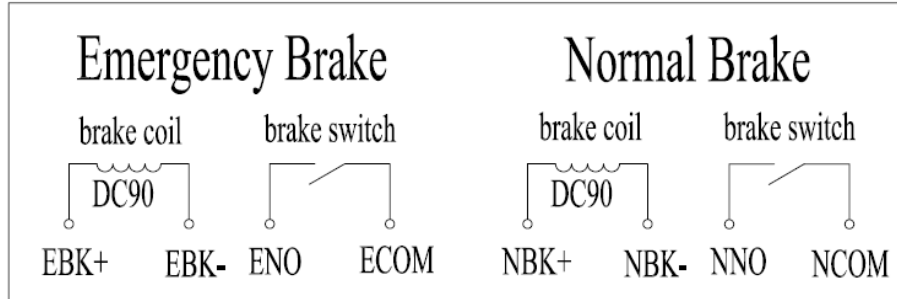 Emergency Brake
Normal Brake
brake coil
brake switch
brake coil
brake switch
DC90
DC90
EBK+
EBK-
ENO
ECOM
NBK+
NBK-
NNO
NCOM